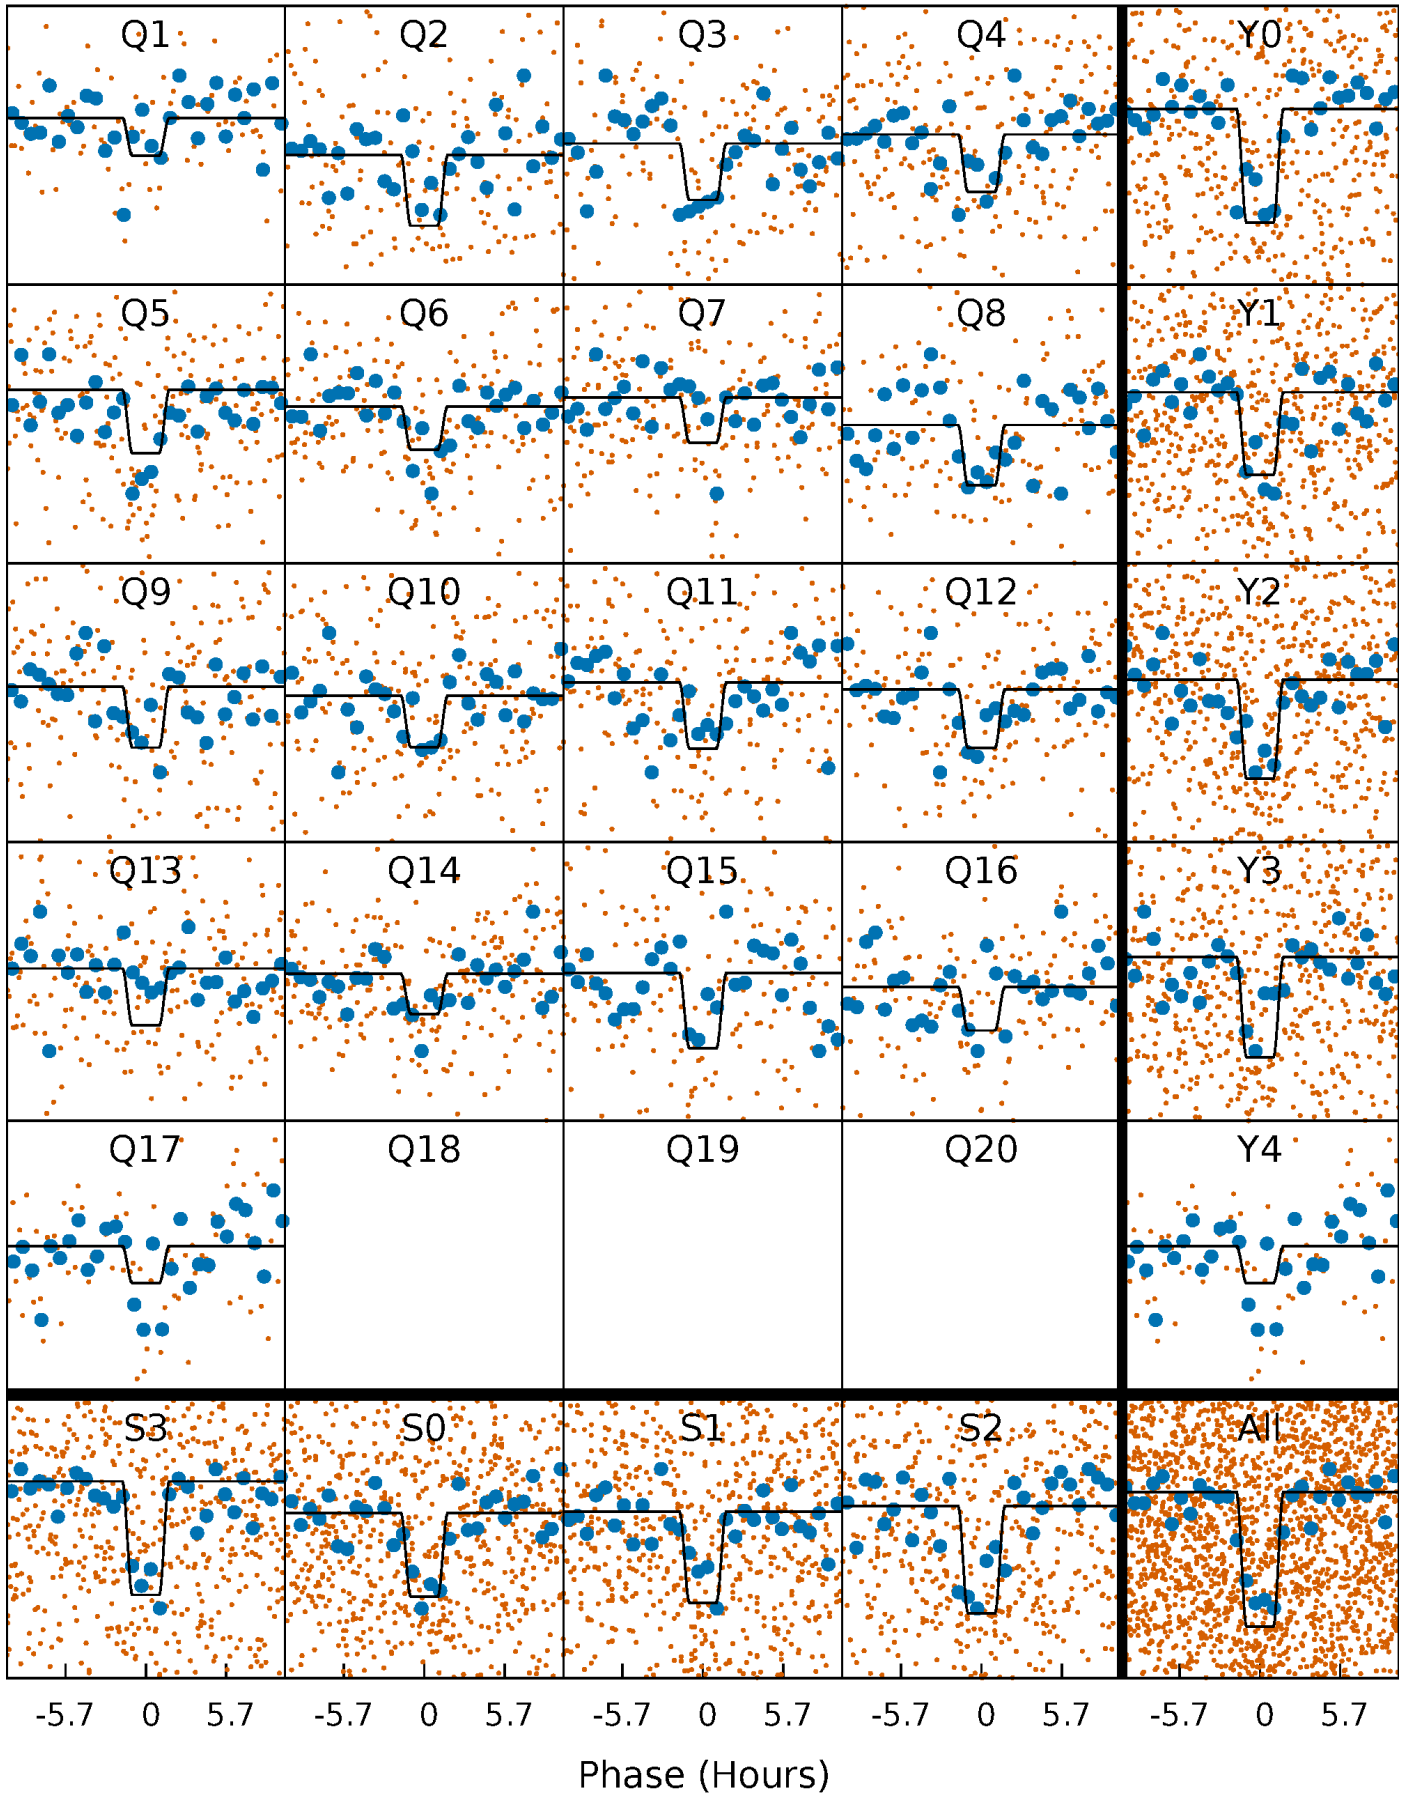 Q1 Q2 Q3 Q4 Y0
Q5 Q6 Q7 Q8 Y1
Q9 Q10 Q11 Q12 Y2
Q13 Q14 Q15 Q16 Y3
Q17 Q18 Q19 Q20 Y4
S3 S0 S1 S2 All
-5.7 0 5.7 -5.7 0 5.7 -5.7 0 5.7 -5.7 0 5.7 -5.7 0 5.7
Phase (Hours)